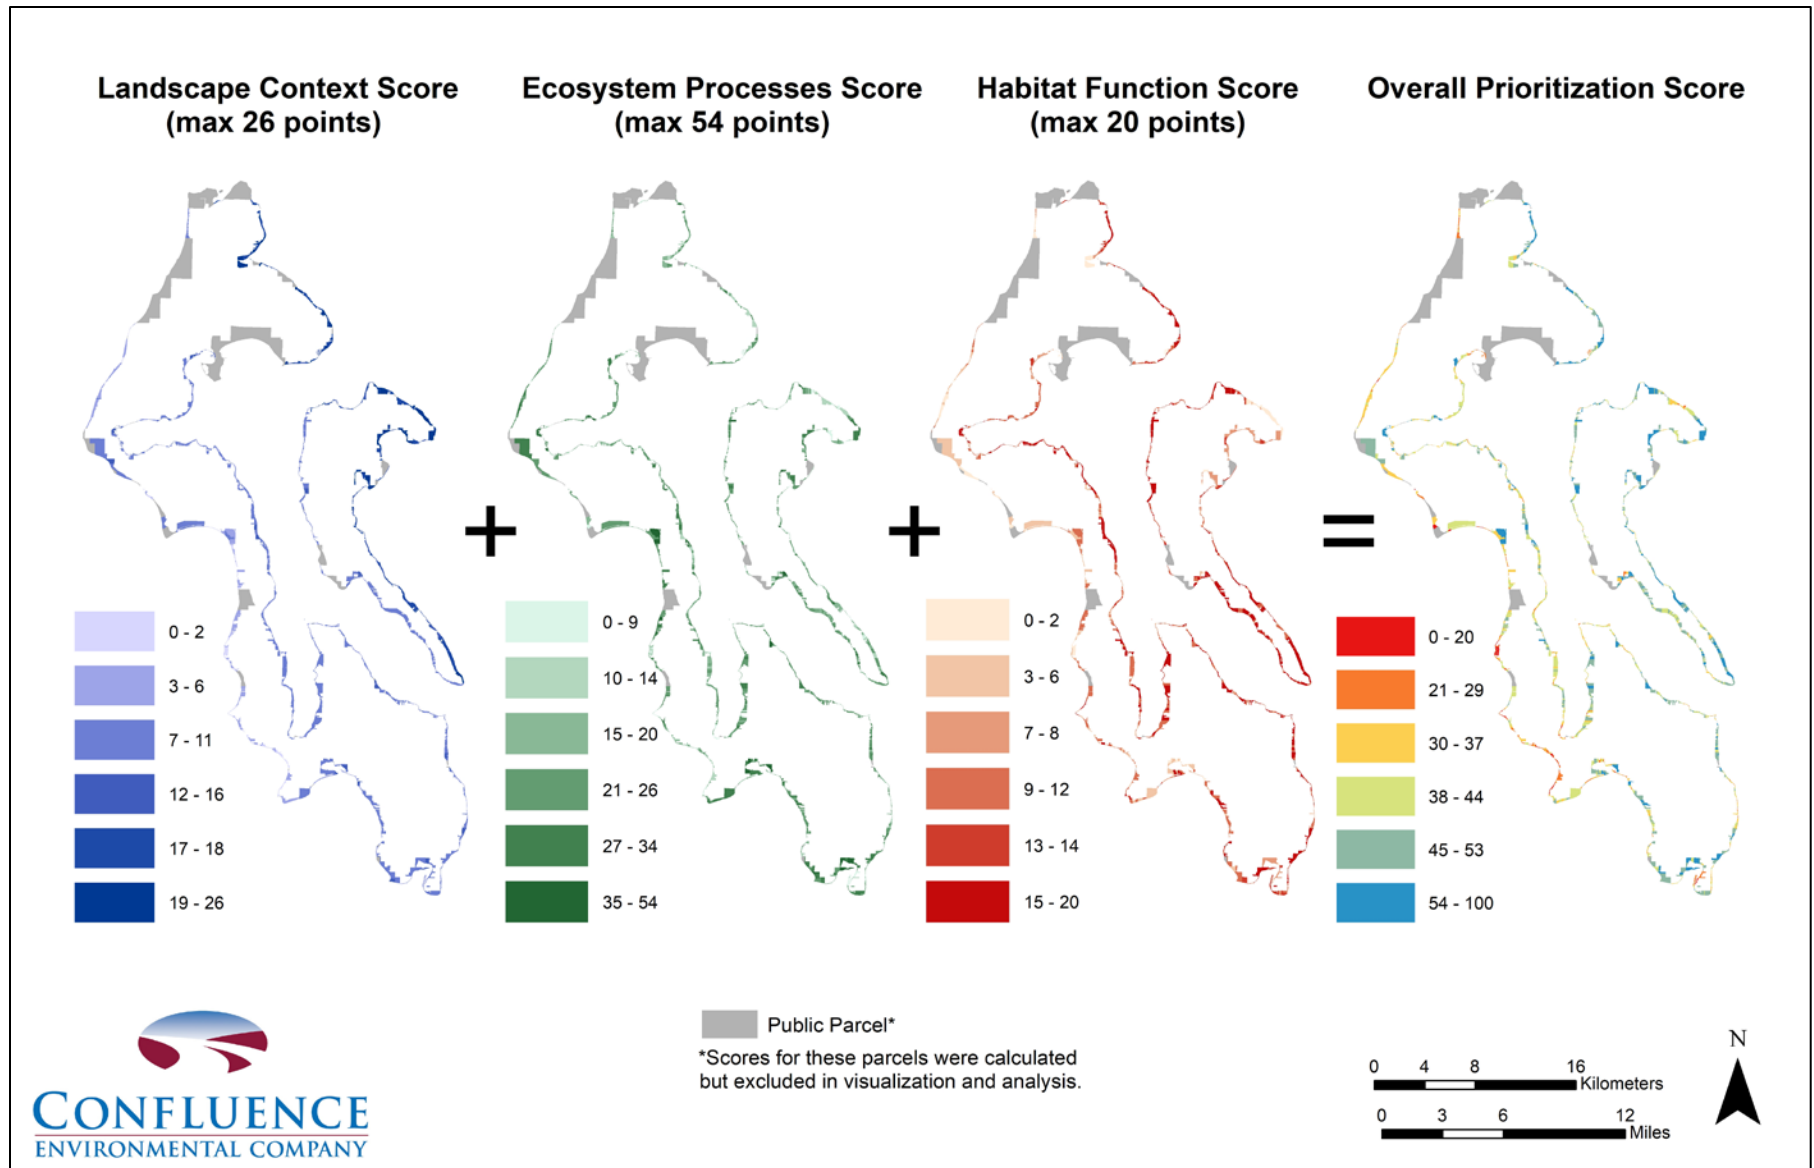 Landscape Context Score
(max 26 points)
Ecosystem Processes Score
(max 54 points)
Habitat Function Score
(max 20 points)
Overall Prioritization Score
+
+
=
0 - 2
3 - 6
7 - 11
12 - 16
17 - 18
19 - 26
0 - 9
10 - 14
15 - 20
21 - 26
27 - 34
35 - 54
0 - 2
3 - 6
7 - 8
9 - 12
13 - 14
15 - 20
0 - 20
21 - 29
30 - 37
38 - 44
45 - 53
54 - 100
CONFLUENCE
ENVIRONMENTAL COMPANY
Public Parcel*
*Scores for these parcels were calculated
but excluded in visualization and analysis.
0 4 8 16
Kilometers
0 3 6 12
Miles
N